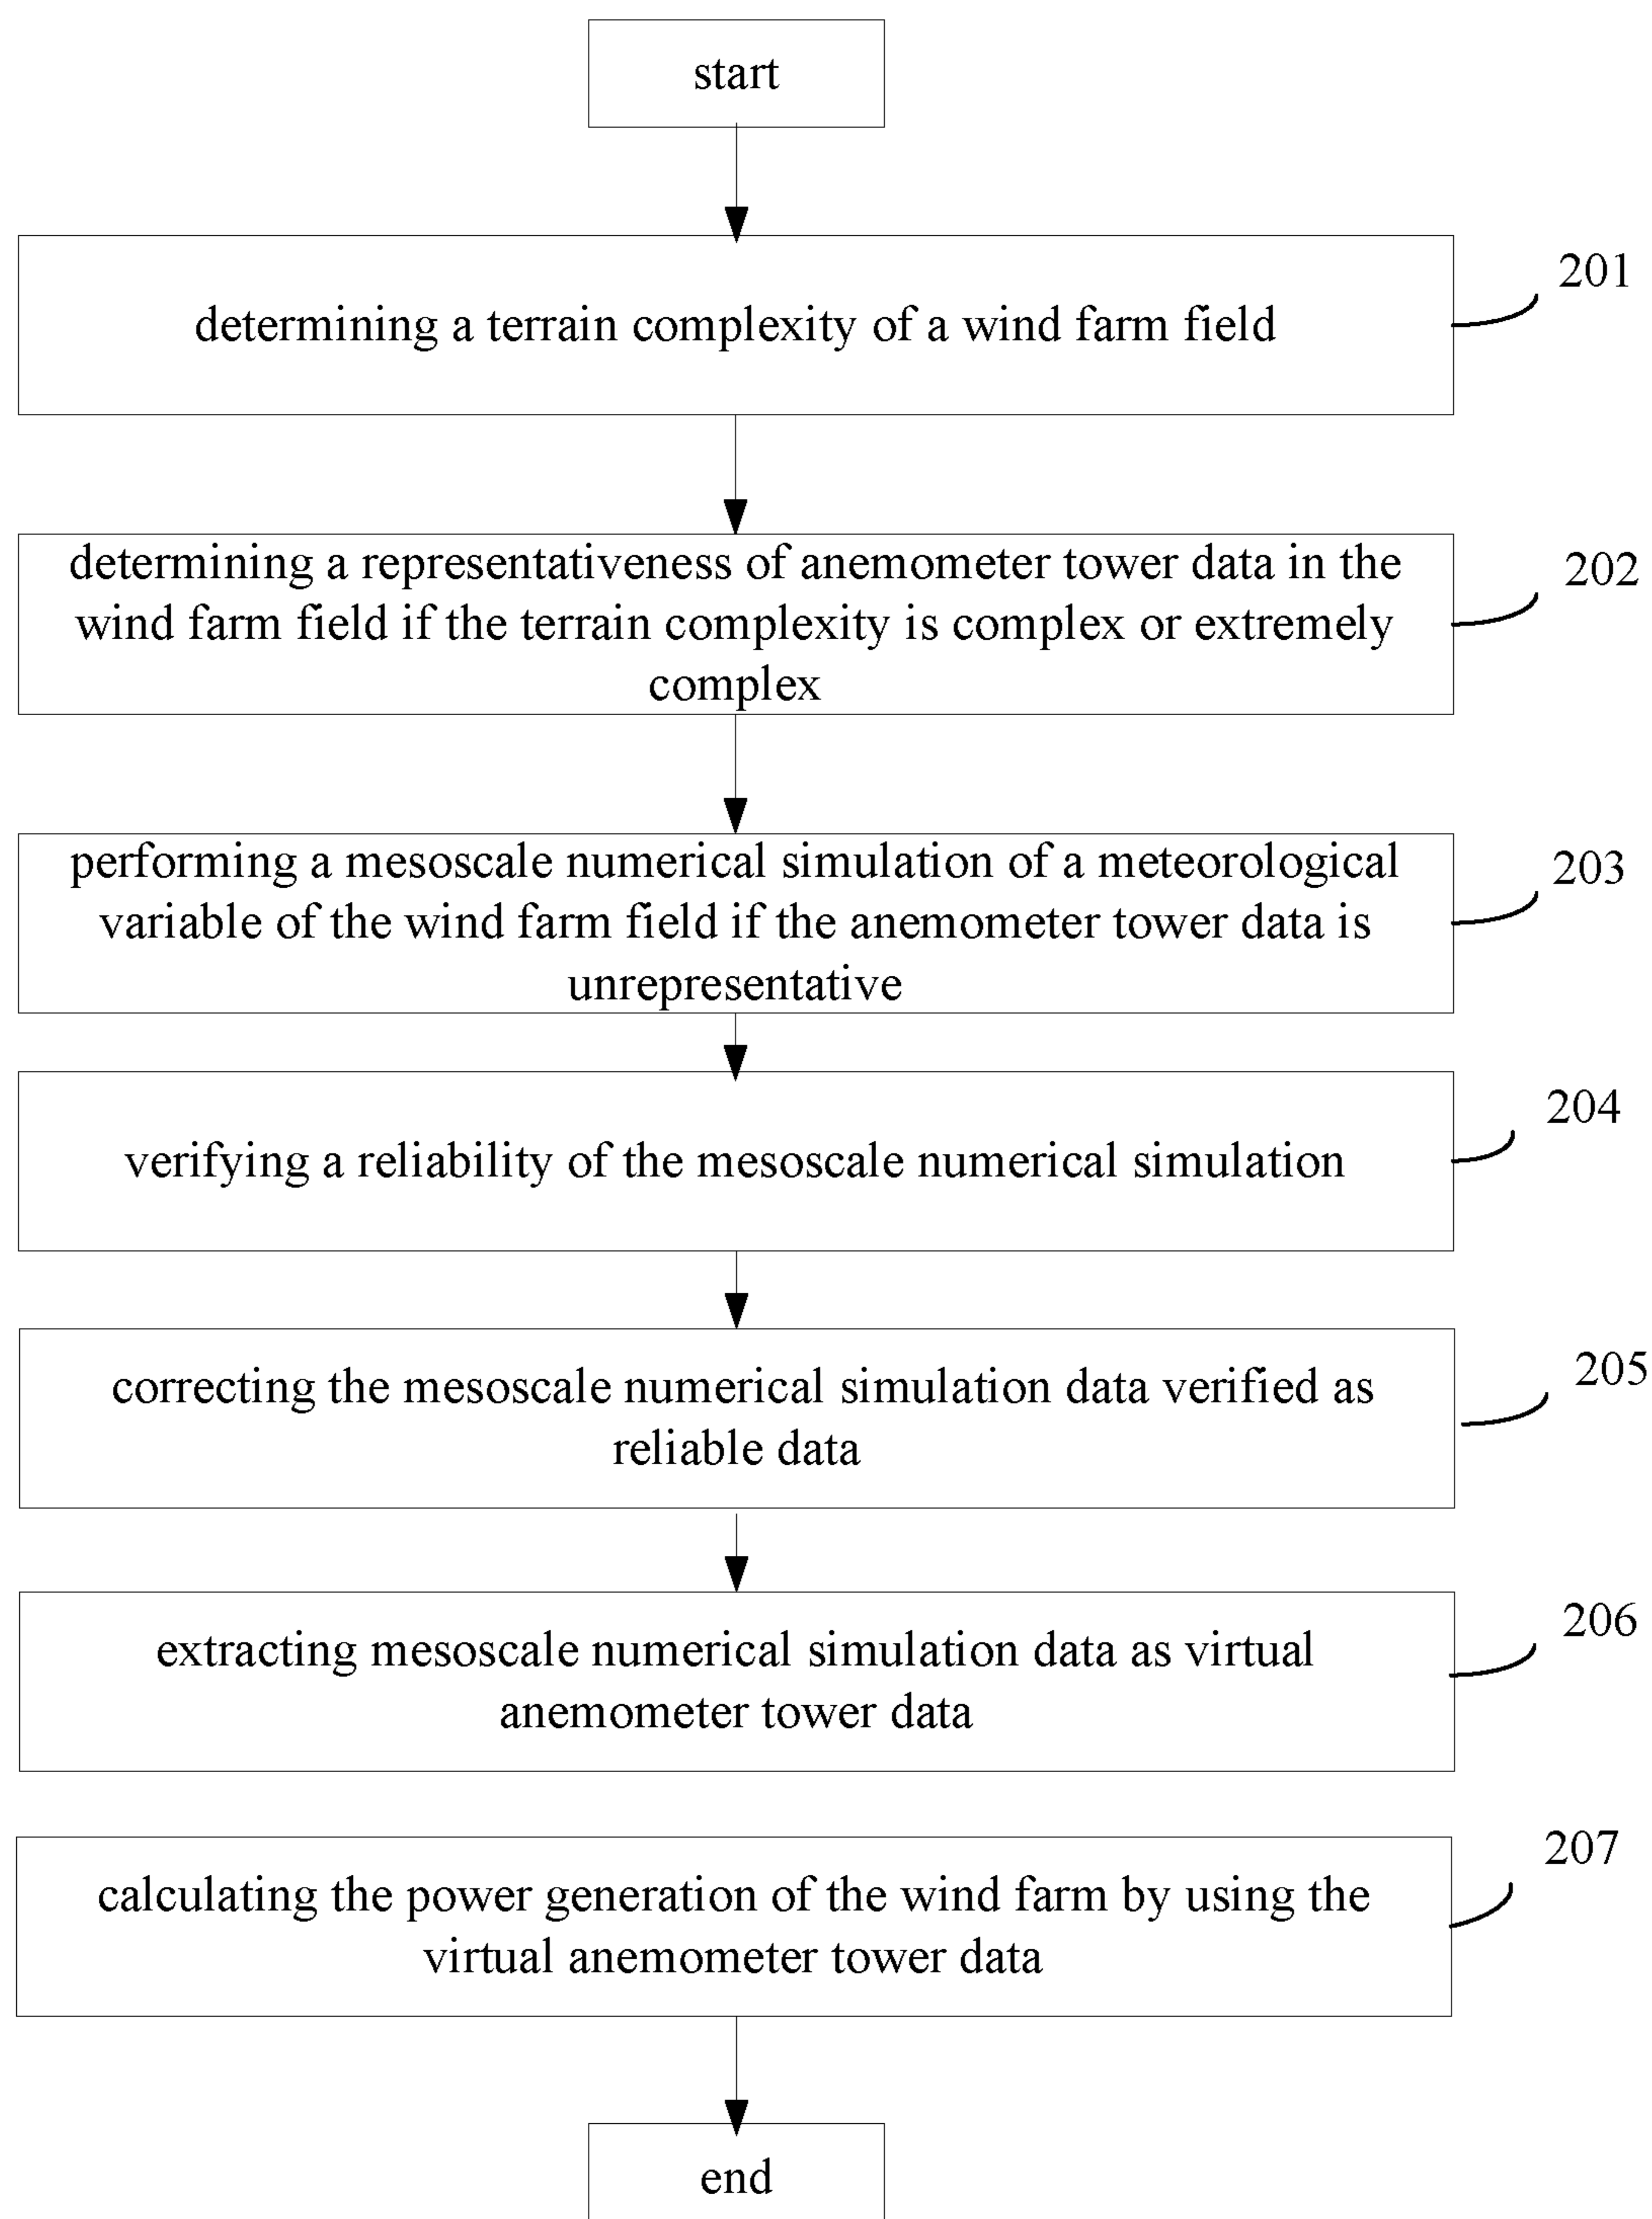 start
201
determining a terrain complexity of a wind farm field
202
determining a representativeness of anemometer tower data in the
wind farm field if the terrain complexity is complex or extremely
complex
203
performing a mesoscale numerical simulation of a meteorological
variable of the wind farm field if the anemometer tower data is
unrepresentative
204
verifying a reliability of the mesoscale numerical simulation
205
correcting the mesoscale numerical simulation data verified as
reliable data
206
extracting mesoscale numerical simulation data as virtual
anemometer tower data
207
calculating the power generation of the wind farm by using the
virtual anemometer tower data
end